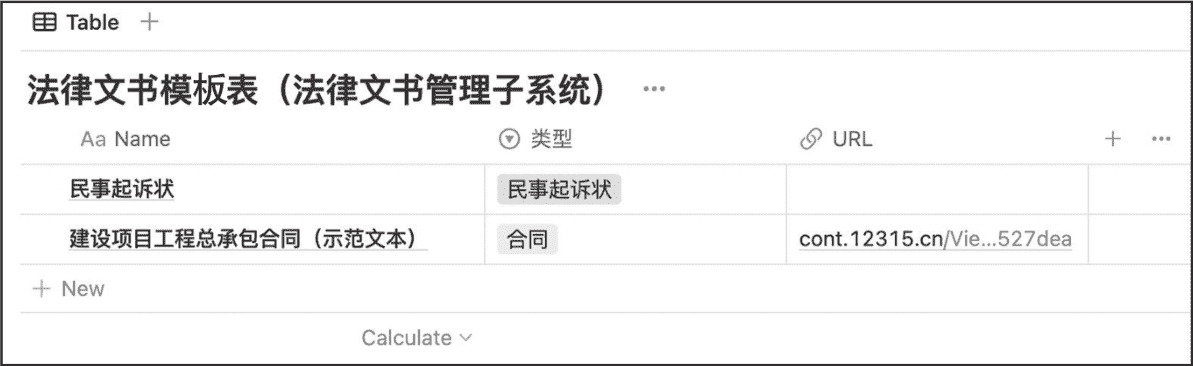 Table +
法律文书模板表（法律文书管理子系统） ...
Aa Name 类型 URL + ...
民事起诉状 民事起诉状
建设项目工程总承包合同（示范文本） 合同 cont.12315.cn/Vie...527dea
+ New
Calculate